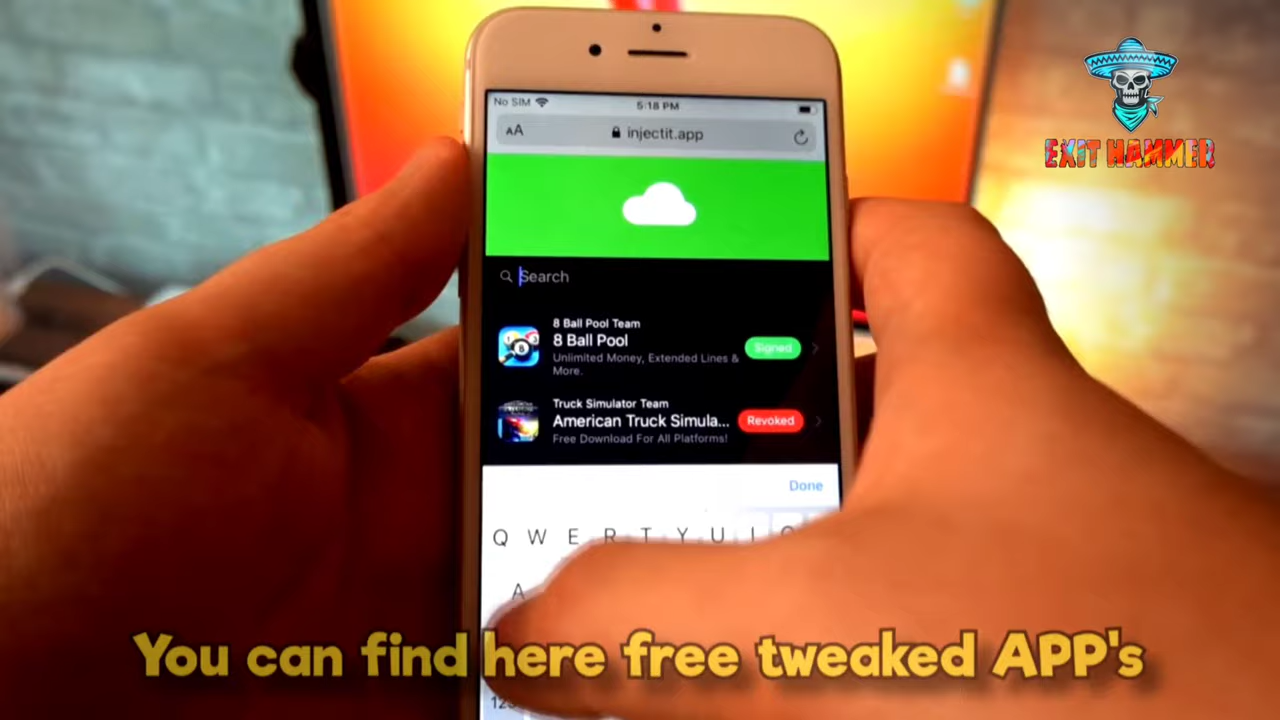 No SIM
5:18 PM
AA
injectit.app
EXIT HAMMER
Search
8 Ball Pool Team
8 Ball Pool
Unlimited Money, Extended Lines &
More.
Signed
Truck Simulator Team
American Truck Simula...
Free Download For All Platforms!
Revoked
Done
Q W E R T Y U I O
A
You can find here free tweaked APP's
123